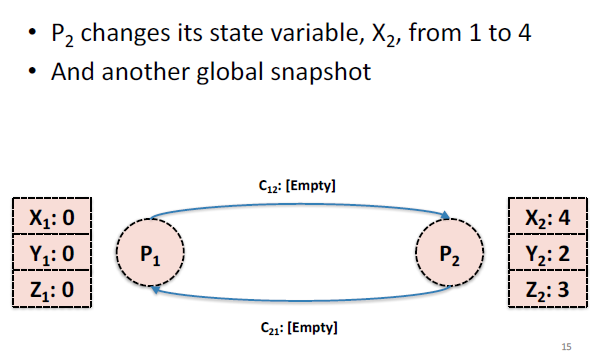 • P₂ changes its state variable, X₂, from 1 to 4
• And another global snapshot
C₁₂: [Empty]
X₁: 0
Y₁: 0
Z₁: 0
P₁
P₂
X₂: 4
Y₂: 2
Z₂: 3
C₂₁: [Empty]
15